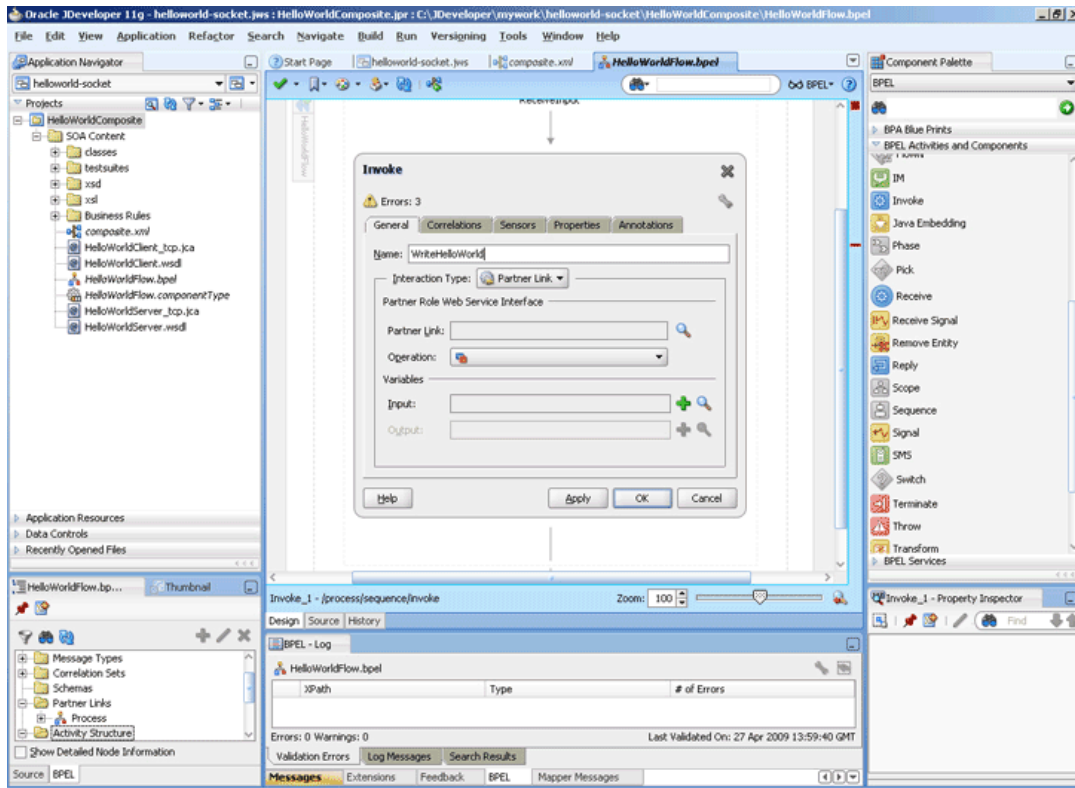 Oracle JDeveloper 11g - helloworld-socket.jws : HelloWorldComposite.jpr : C:\JDeveloper\mywork\helloworld-socket\HelloWorldComposite\HelloWorldFlow.bpel
File Edit View Application Refactor Search Navigate Build Run Versioning Tools Window Help
Application Navigator
helloworld-socket
Projects
HelloWorldComposite
SOA Content
classes
testsuites
xsd
xsl
Business Rules
composite.xml
HelloWorldClient_tcp.jca
HelloWorldClient.wsdl
HelloWorldFlow.bpel
HelloWorldFlow.componentType
HelloWorldServer_tcp.jca
HelloWorldServer.wsdl
Application Resources
Data Controls
Recently Opened Files
HelloWorldFlow.bp... Thumbnail
Message Types
Correlation Sets
Schemas
Partner Links
Process
Activity Structure
Show Detailed Node Information
Source BPEL
Start Page helloworld-socket.jws composite.xml HelloWorldFlow.bpel
BPEL
ReceiveInput
HelloWorldFlow
Invoke
Errors: 3
General Correlations Sensors Properties Annotations
Name: WriteHelloWorld
Interaction Type: Partner Link
Partner Role Web Service Interface
Partner Link:
Operation:
Variables
Input:
Output:
Help Apply OK Cancel
Invoke_1 - /process/sequence/invoke Zoom: 100
Design Source History
BPEL - Log
HelloWorldFlow.bpel
XPath Type # of Errors
Errors: 0 Warnings: 0 Last Validated On: 27 Apr 2009 13:59:40 GMT
Validation Errors Log Messages Search Results
Messages Extensions Feedback BPEL Mapper Messages
Component Palette
BPEL
BPA Blue Prints
BPEL Activities and Components
IM
Invoke
Java Embedding
Phase
Pick
Receive
Receive Signal
Remove Entity
Reply
Scope
Sequence
Signal
SMS
Switch
Terminate
Throw
Transform
BPEL Services
Invoke_1 - Property Inspector
Find